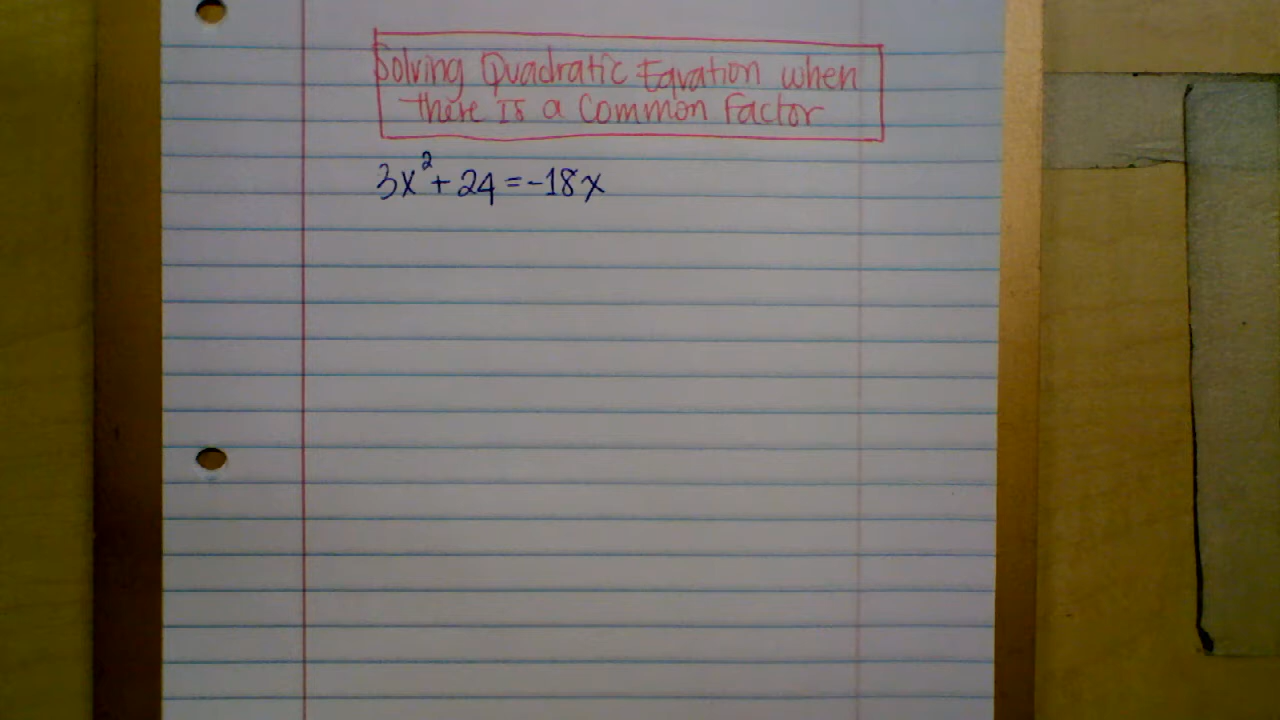 Solving Quadratic Equation when
there Is a Common Factor
3x²+24=-18x